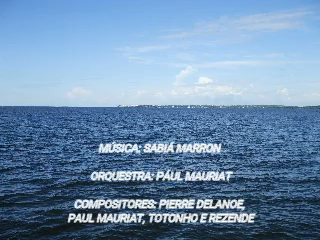 MÚSICA: SABIÁ MARRON
ORQUESTRA: PAUL MAURIAT
COMPOSITORES: PIERRE DELANOE,
PAUL MAURIAT, TOTONHO E REZENDE